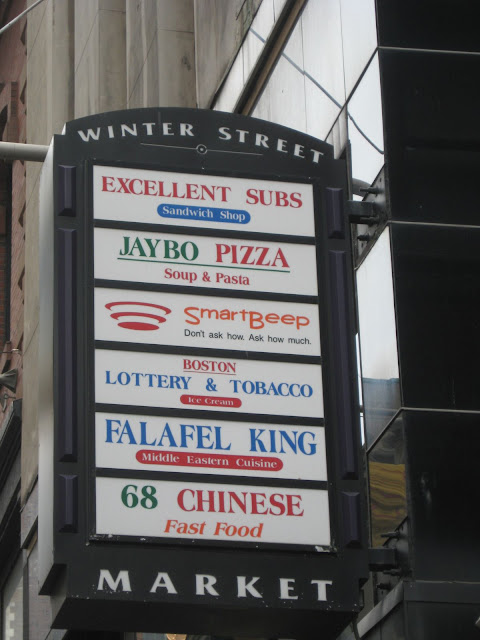 WINTER STREET
EXCELLENT SUBS
Sandwich Shop
JAYBO PIZZA
Soup & Pasta
SmartBeep
Don't ask how. Ask how much.
BOSTON
LOTTERY & TOBACCO
Ice Cream
FALAFEL KING
Middle Eastern Cuisine
68 CHINESE
Fast Food
MARKET